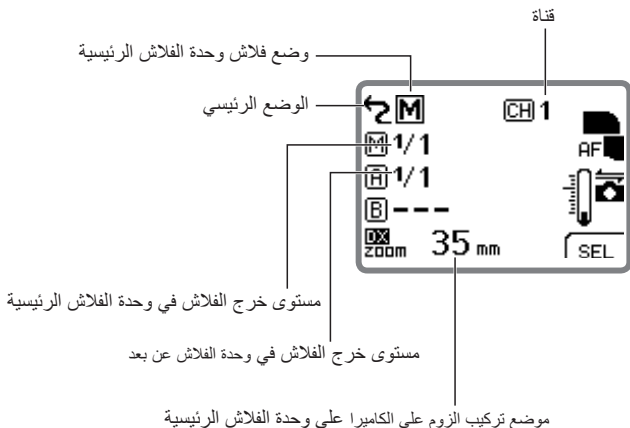 قناة
وضع فلاش وحدة الفلاش الرئيسية
الوضع الرئيسي
M CH 1
AF
M 1/1
A 1/1
B ---
DX zoom 35 mm
SEL
مستوى خرج الفلاش في وحدة الفلاش الرئيسية
مستوى خرج الفلاش في وحدة الفلاش عن بعد
موضع تركيب الزوم على الكاميرا على وحدة الفلاش الرئيسية